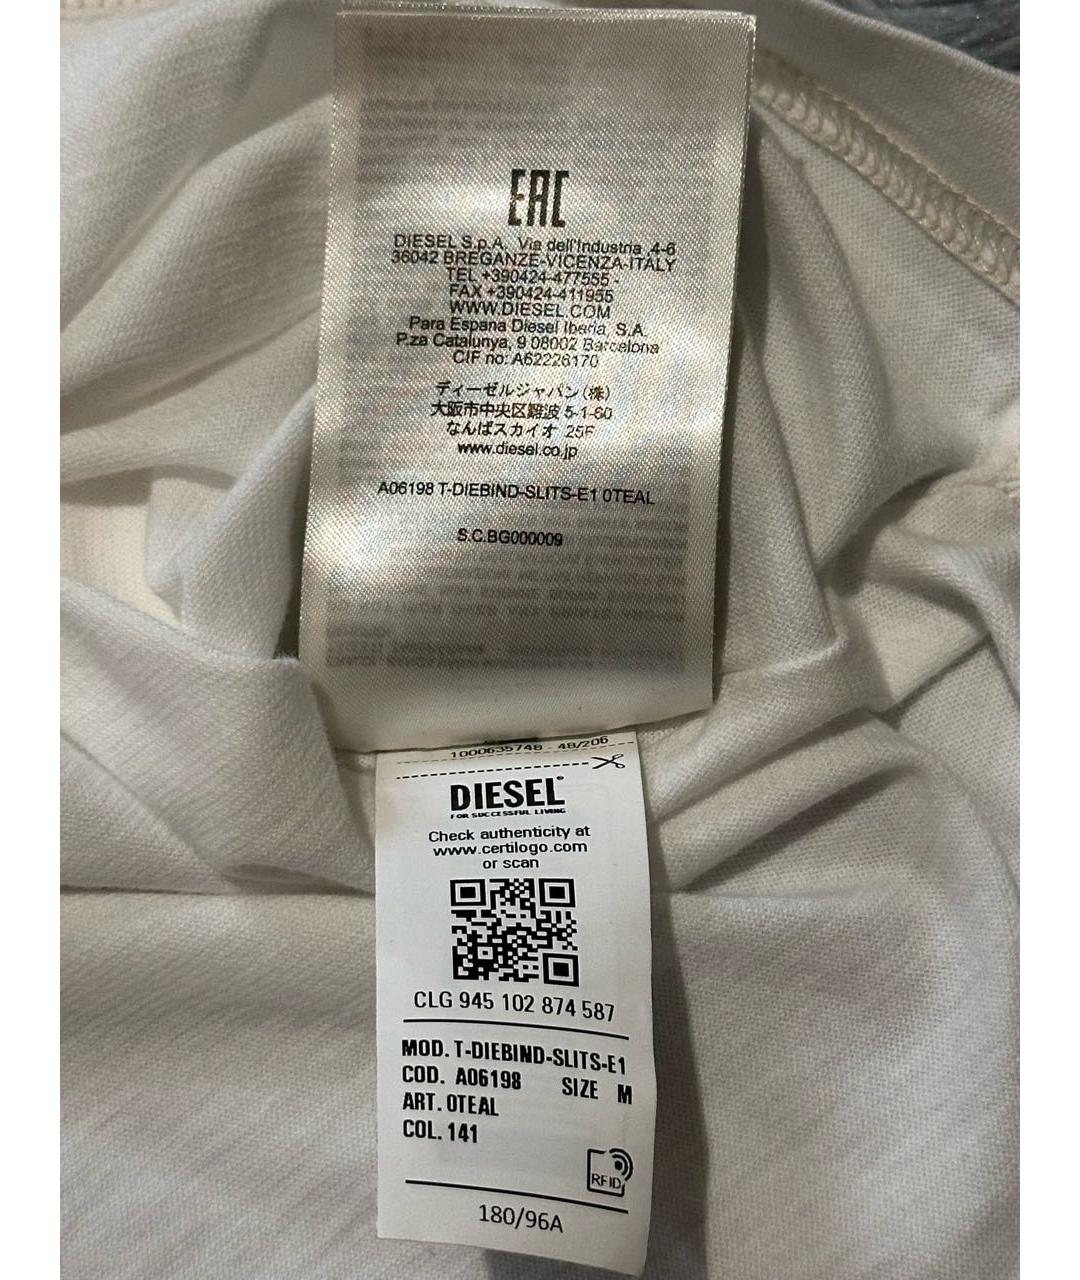 EAC
DIESEL S.p.A. Via dell'Industria ,4-6
36042 BREGANZE-VICENZA-ITALY
TEL +390424-477555 -
FAX +390424-411955
WWW.DIESEL.COM
Para Espana Diesel Iberia, S.A.
P.za Catalunya, 9 08002 Barcelona
CIF no: A62226170
ディーゼルジャパン(株)
大阪市中央区難波 5-1-60
なんばスカイオ 25F
www.diesel.co.jp
A06198 T-DIEBIND-SLITS-E1 0TEAL
S.C.BG000009
1000635748 - 48/206
DIESEL
FOR SUCCESSFUL LIVING
Check authenticity at
www.certilogo.com
or scan
CLG 945 102 874 587
MOD. T-DIEBIND-SLITS-E1
COD. A06198 SIZE M
ART. 0TEAL
COL. 141
RFID
180/96A